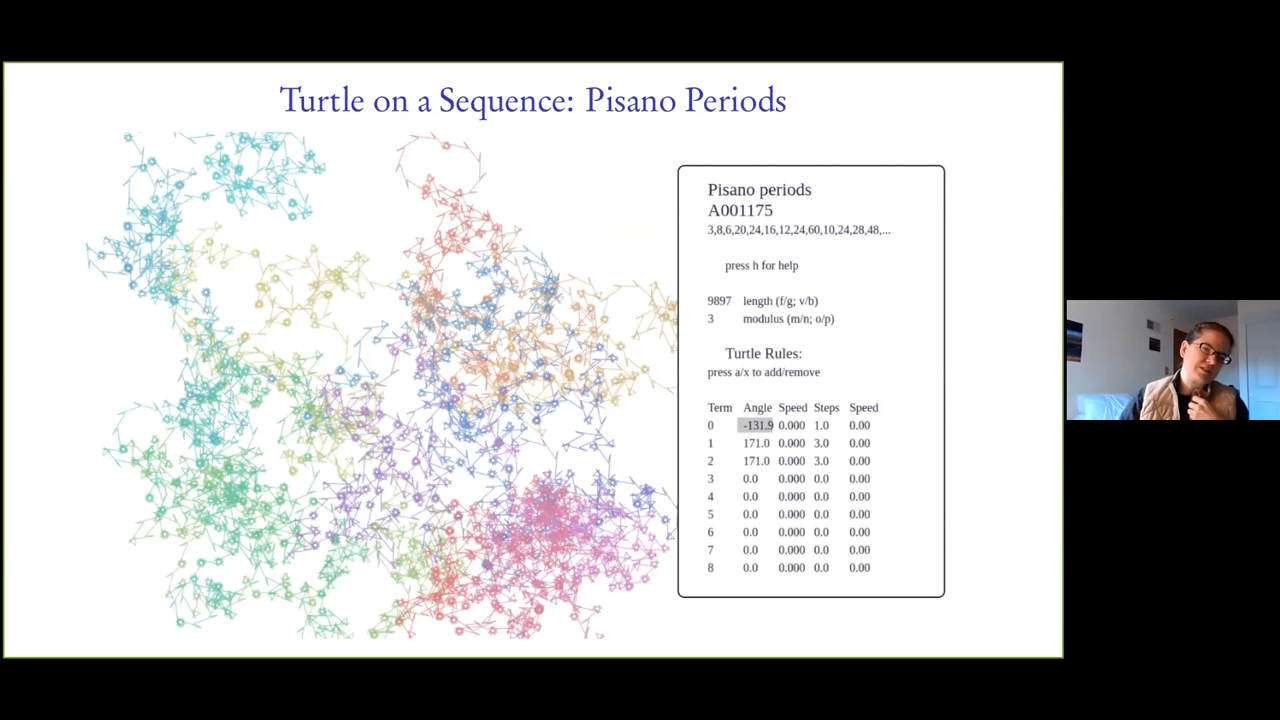 Turtle on a Sequence: Pisano Periods
Pisano periods
A001175
3,8,6,20,24,16,12,24,60,10,24,28,48,...
press h for help
9897 length (f/g; v/b)
3 modulus (m/n; o/p)
Turtle Rules:
press a/x to add/remove
Term Angle Speed Steps Speed
0 -131.9 0.000 1.0 0.00
1 171.0 0.000 3.0 0.00
2 171.0 0.000 3.0 0.00
3 0.0 0.000 0.0 0.00
4 0.0 0.000 0.0 0.00
5 0.0 0.000 0.0 0.00
6 0.0 0.000 0.0 0.00
7 0.0 0.000 0.0 0.00
8 0.0 0.000 0.0 0.00